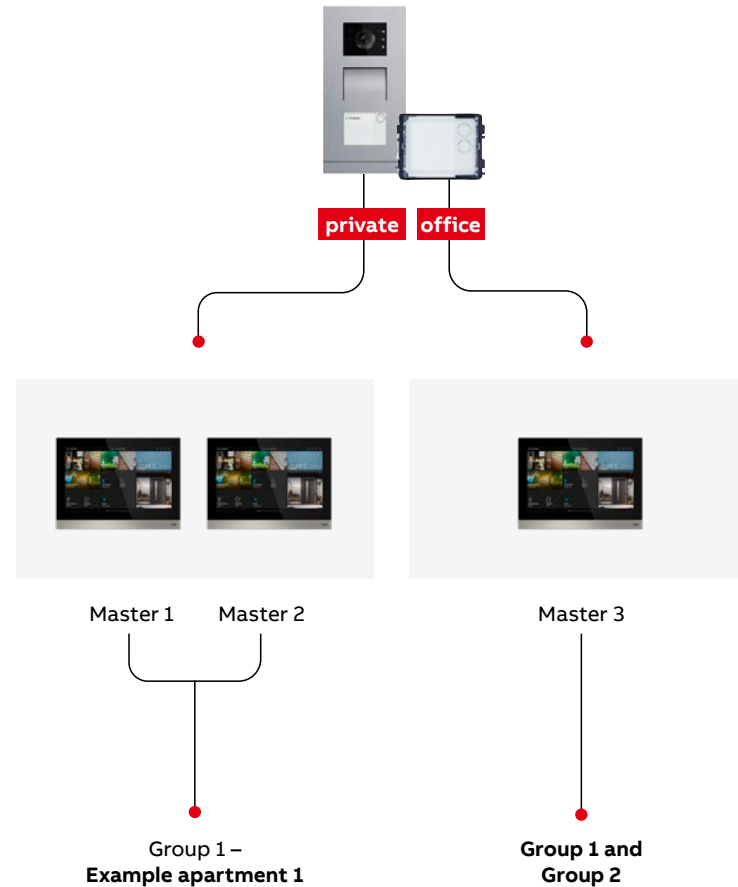 private
office
Master 1
Master 2
Master 3
Group 1 –
Example apartment 1
Group 1 and
Group 2